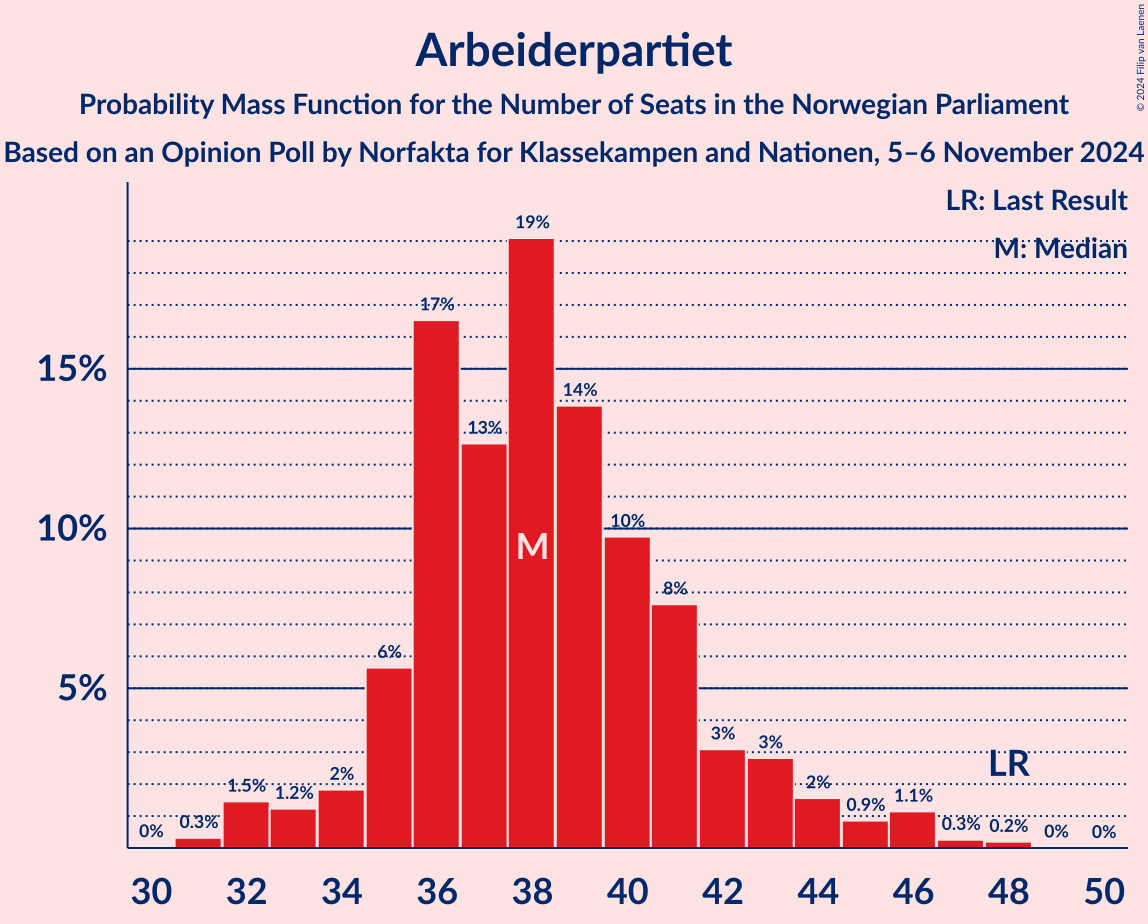 Arbeiderpartiet
Probability Mass Function for the Number of Seats in the Norwegian Parliament
Based on an Opinion Poll by Norfakta for Klassekampen and Nationen, 5–6 November 2024
© 2024 Filip van Laenen
LR: Last Result
M: Median
15%
10%
5%
0%
0.3%
1.5%
1.2%
2%
6%
17%
13%
19%
14%
10%
8%
3%
3%
2%
0.9%
1.1%
0.3%
0.2%
0%
0%
M
LR
30 32 34 36 38 40 42 44 46 48 50